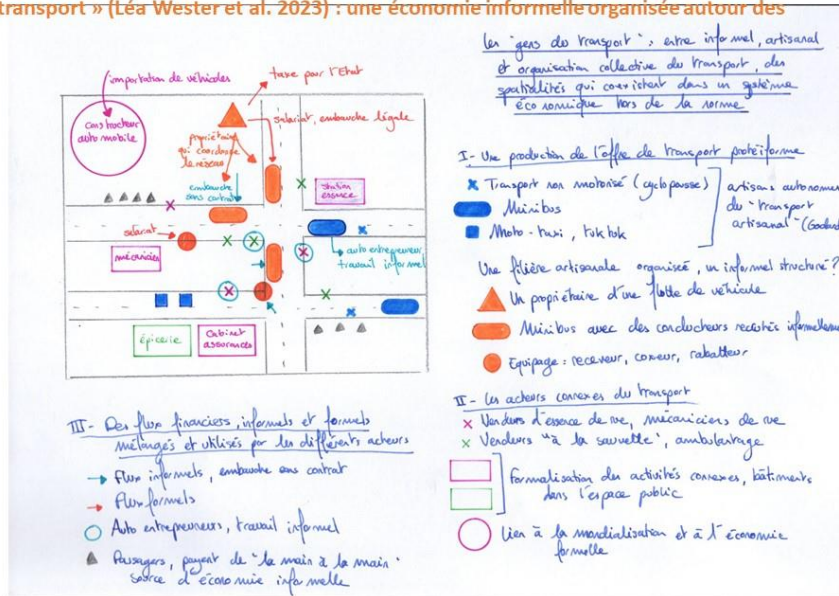 transport » (Léa Wester et al. 2023) : une économie informelle organisée autour des
les "gens du transport", entre informel, artisanal
et organisation collective du transport, des
spatialités qui coexistent dans un système
économique hors de la norme
importation de véhicules
taxe pour l'Etat
constructeur
automobile
propriétaire
qui coordonne
le réseau
salariat, embauche légale
embauche
sans contrat
station
essence
salariat
mécanicien
auto entrepreneur,
travail informel
épicerie
Cabinet
assurances
I - Une production de l'offre de transport protéiforme
Transport non motorisé (cyclopousse)
Minibus
Moto-taxi, tuk tuk
artisans autonomes
du "transport
artisanal" (Godard
Une filière artisanale organisée, un informel structuré ?
Un propriétaire d'une flotte de véhicule
Minibus avec des conducteurs recrutés informellement
Equipage : receveur, coxeur, rabatteur
II - les acteurs connexes du transport
Vendeurs d'essence de rue, mécaniciens de rue
Vendeurs "à la sauvette", ambulantage
Formalisation des activités connexes, bâtiments
dans l'espace public
Lien à la mondialisation et à l'économie
formelle
III - Des flux financiers, informels et formels
mélangés et utilisés par les différents acteurs
Flux informels, embauche sans contrat
Flux formels
Auto entrepreneurs, travail informel
Passagers, payent de "la main à la main"
source d'économie informelle